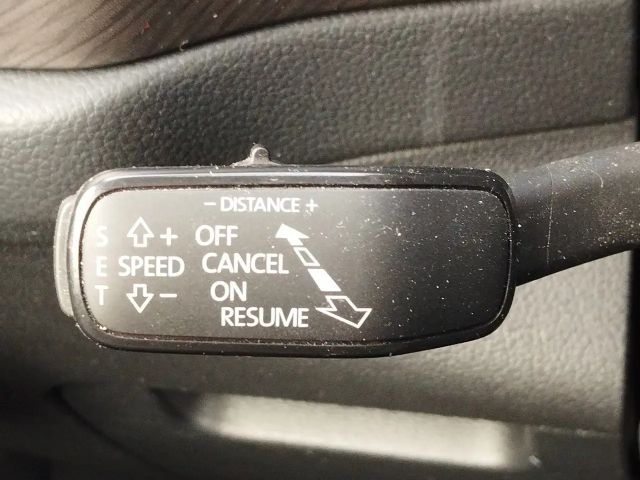 - DISTANCE +
S + OFF
E SPEED CANCEL
T - ON
RESUME